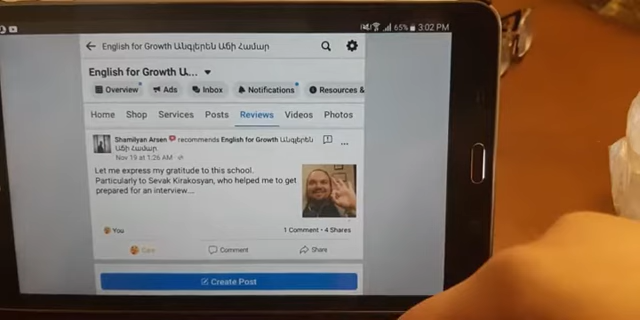 65% 3:02 PM
English for Growth Անգլերեն Աճի Համար
English for Growth Ա... ▼
Overview Ads Inbox Notifications Resources &
Home Shop Services Posts Reviews Videos Photos
Shamilyan Arsen recommends English for Growth Անգլերեն
Աճի Համար.
Nov 19 at 1:26 AM
Let me express my gratitude to this school.
Particularly to Sevak Kirakosyan, who helped me to get
prepared for an interview...
You 1 Comment • 4 Shares
Care Comment Share
Create Post